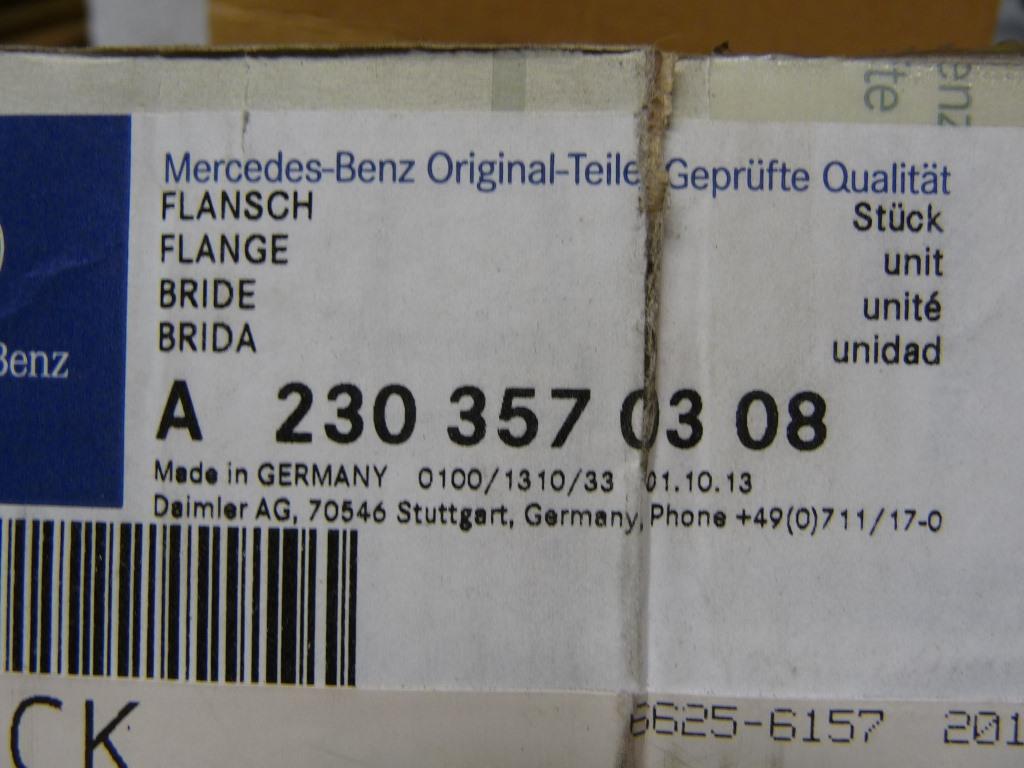 Mercedes-Benz Original-Teile Geprüfte Qualität
FLANSCH Stück
FLANGE unit
BRIDE unité
BRIDA unidad
Benz
A 230 357 03 08
Made in GERMANY 0100/1310/33 01.10.13
Daimler AG, 70546 Stuttgart, Germany, Phone +49(0)711/17-0
CK 6625-6157 201